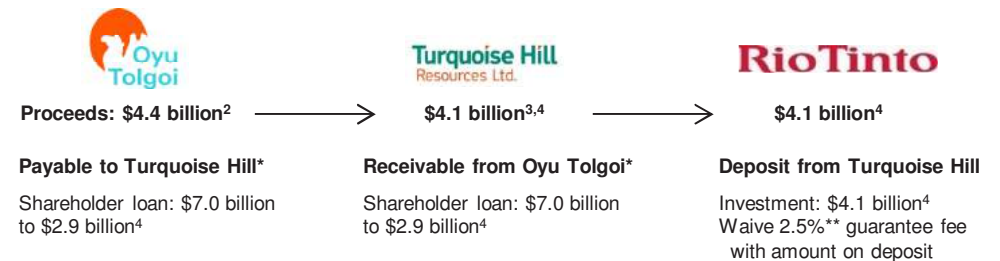 Oyu
Tolgoi
Turquoise Hill
Resources Ltd.
RioTinto
Proceeds: $4.4 billion²
$4.1 billion³,⁴
$4.1 billion⁴
Payable to Turquoise Hill*
Receivable from Oyu Tolgoi*
Deposit from Turquoise Hill
Shareholder loan: $7.0 billion
to $2.9 billion⁴
Shareholder loan: $7.0 billion
to $2.9 billion⁴
Investment: $4.1 billion⁴
Waive 2.5%** guarantee fee
with amount on deposit